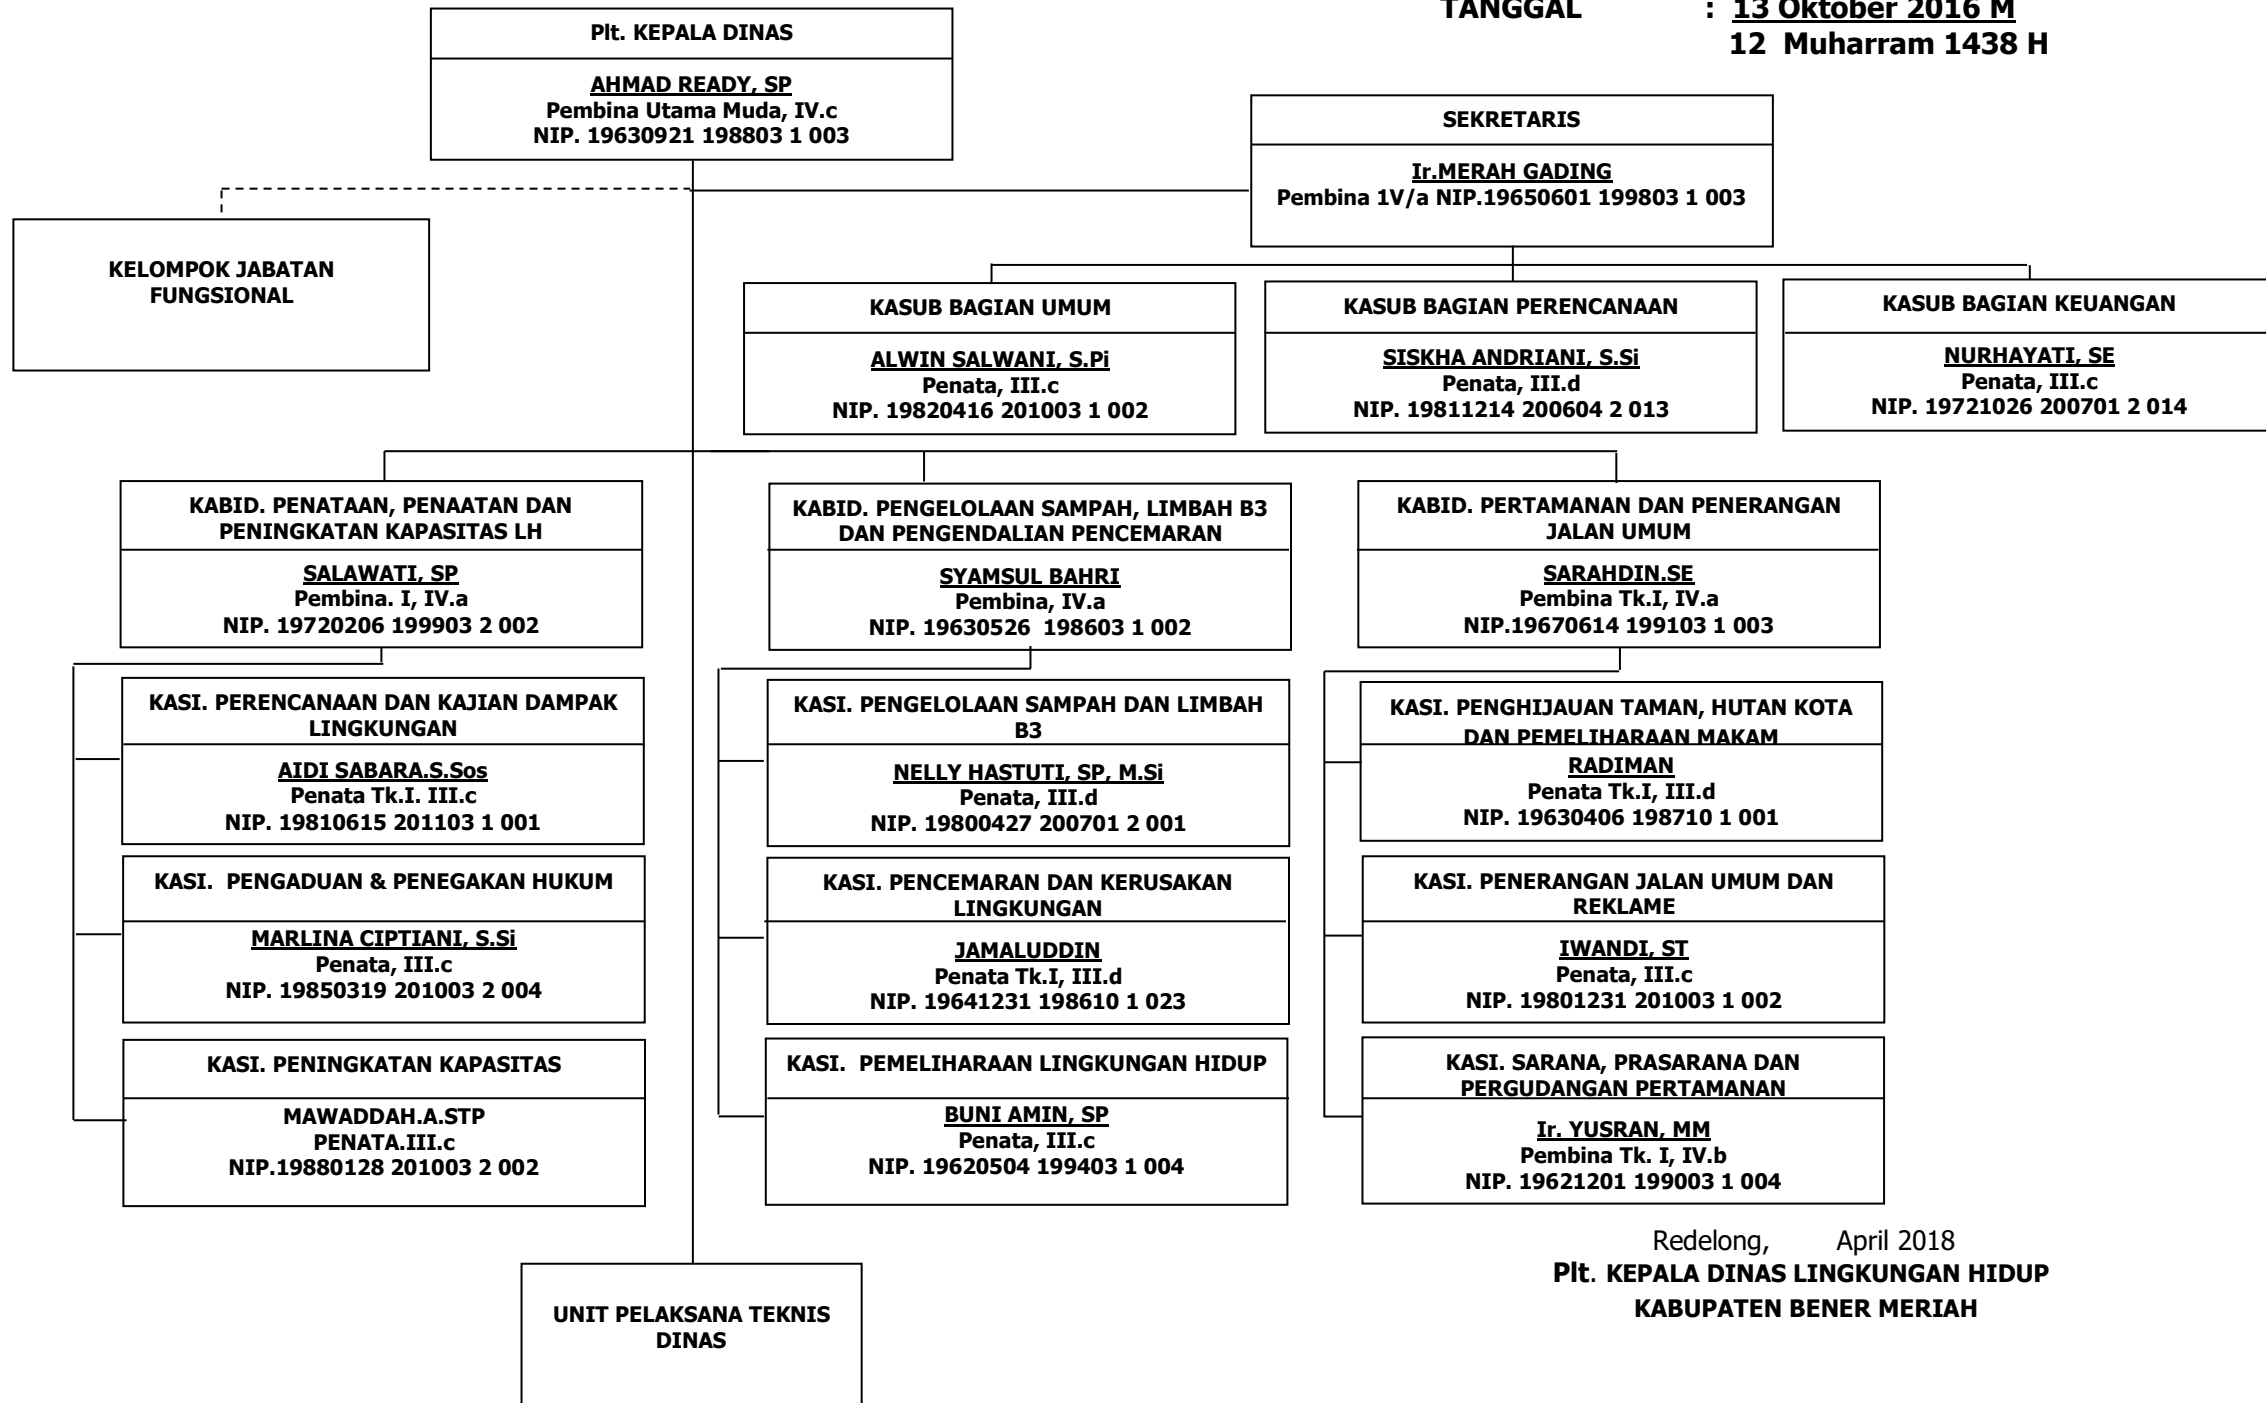 TANGGAL : 13 Oktober 2016 M
12 Muharram 1438 H
Plt. KEPALA DINAS
AHMAD READY, SP
Pembina Utama Muda, IV.c
NIP. 19630921 198803 1 003
SEKRETARIS
Ir.MERAH GADING
Pembina 1V/a NIP.19650601 199803 1 003
KELOMPOK JABATAN
FUNGSIONAL
KASUB BAGIAN UMUM
ALWIN SALWANI, S.Pi
Penata, III.c
NIP. 19820416 201003 1 002
KASUB BAGIAN PERENCANAAN
SISKHA ANDRIANI, S.Si
Penata, III.d
NIP. 19811214 200604 2 013
KASUB BAGIAN KEUANGAN
NURHAYATI, SE
Penata, III.c
NIP. 19721026 200701 2 014
KABID. PENATAAN, PENAATAN DAN
PENINGKATAN KAPASITAS LH
SALAWATI, SP
Pembina. I, IV.a
NIP. 19720206 199903 2 002
KASI. PERENCANAAN DAN KAJIAN DAMPAK
LINGKUNGAN
AIDI SABARA.S.Sos
Penata Tk.I. III.c
NIP. 19810615 201103 1 001
KASI. PENGADUAN & PENEGAKAN HUKUM
MARLINA CIPTIANI, S.Si
Penata, III.c
NIP. 19850319 201003 2 004
KASI. PENINGKATAN KAPASITAS
MAWADDAH.A.STP
PENATA.III.c
NIP.19880128 201003 2 002
KABID. PENGELOLAAN SAMPAH, LIMBAH B3
DAN PENGENDALIAN PENCEMARAN
SYAMSUL BAHRI
Pembina, IV.a
NIP. 19630526 198603 1 002
KASI. PENGELOLAAN SAMPAH DAN LIMBAH
B3
NELLY HASTUTI, SP, M.Si
Penata, III.d
NIP. 19800427 200701 2 001
KASI. PENCEMARAN DAN KERUSAKAN
LINGKUNGAN
JAMALUDDIN
Penata Tk.I, III.d
NIP. 19641231 198610 1 023
KASI. PEMELIHARAAN LINGKUNGAN HIDUP
BUNI AMIN, SP
Penata, III.c
NIP. 19620504 199403 1 004
KABID. PERTAMANAN DAN PENERANGAN
JALAN UMUM
SARAHDIN.SE
Pembina Tk.I, IV.a
NIP.19670614 199103 1 003
KASI. PENGHIJAUAN TAMAN, HUTAN KOTA
DAN PEMELIHARAAN MAKAM
RADIMAN
Penata Tk.I, III.d
NIP. 19630406 198710 1 001
KASI. PENERANGAN JALAN UMUM DAN
REKLAME
IWANDI, ST
Penata, III.c
NIP. 19801231 201003 1 002
KASI. SARANA, PRASARANA DAN
PERGUDANGAN PERTAMANAN
Ir. YUSRAN, MM
Pembina Tk. I, IV.b
NIP. 19621201 199003 1 004
UNIT PELAKSANA TEKNIS
DINAS
Redelong, April 2018
Plt. KEPALA DINAS LINGKUNGAN HIDUP
KABUPATEN BENER MERIAH